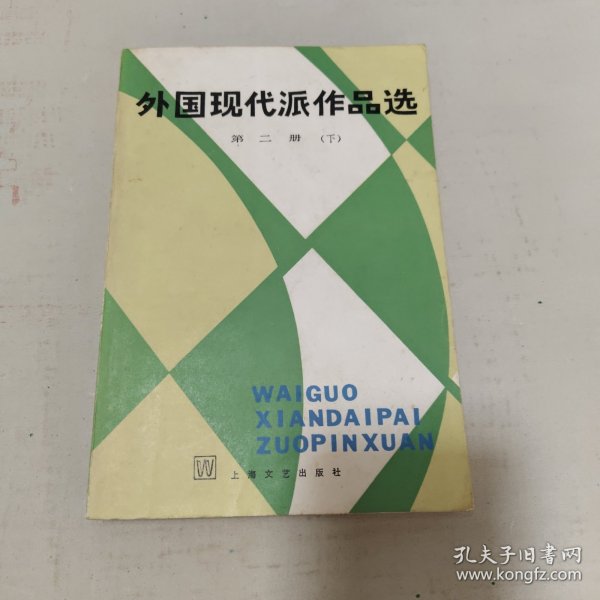 外国现代派作品选
第二册(下)
WAIGUO
XIANDAIPAI
ZUOPINXUAN
上海文艺出版社
孔夫子旧书网
www.kongfz.com